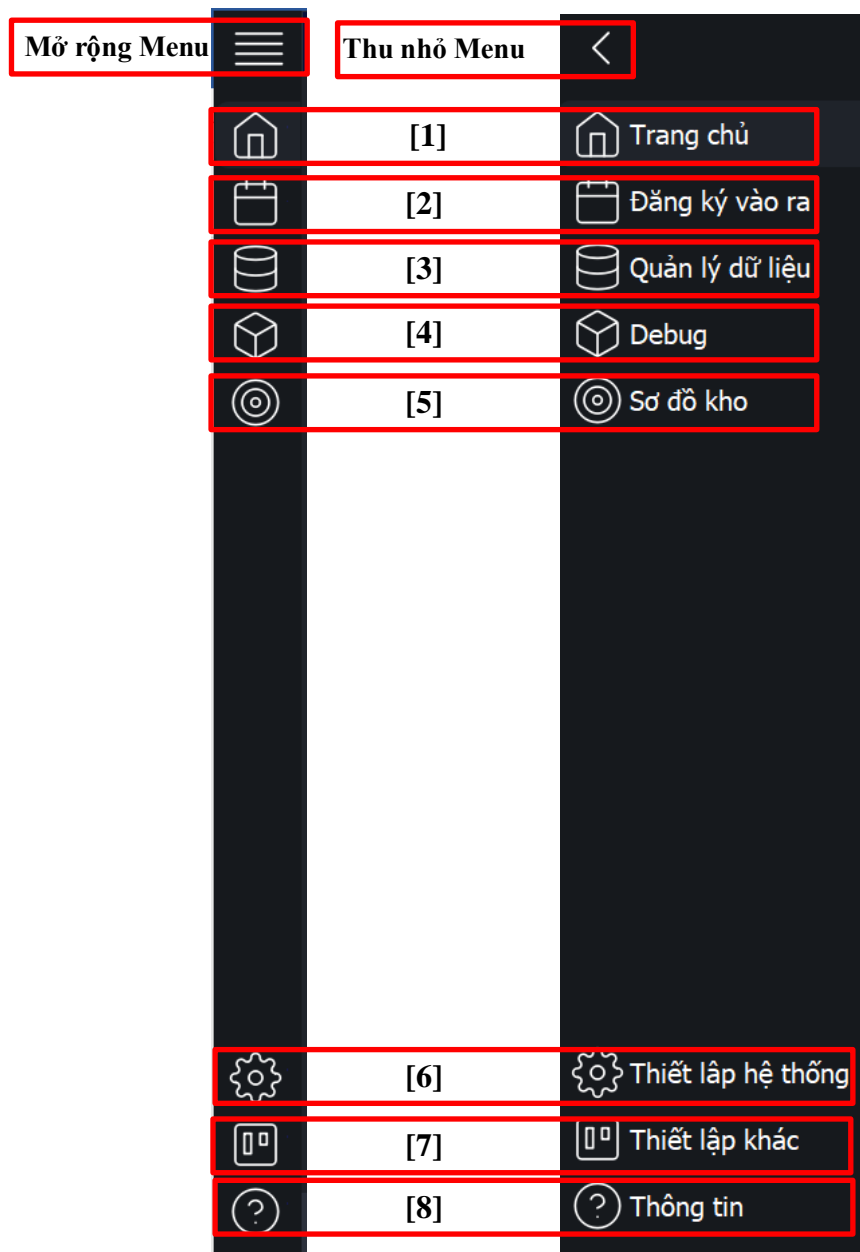 Mở rộng Menu
Thu nhỏ Menu
[1] Trang chủ
[2] Đăng ký vào ra
[3] Quản lý dữ liệu
[4] Debug
[5] Sơ đồ kho
[6] Thiết lâp hệ thống
[7] Thiết lập khác
[8] Thông tin